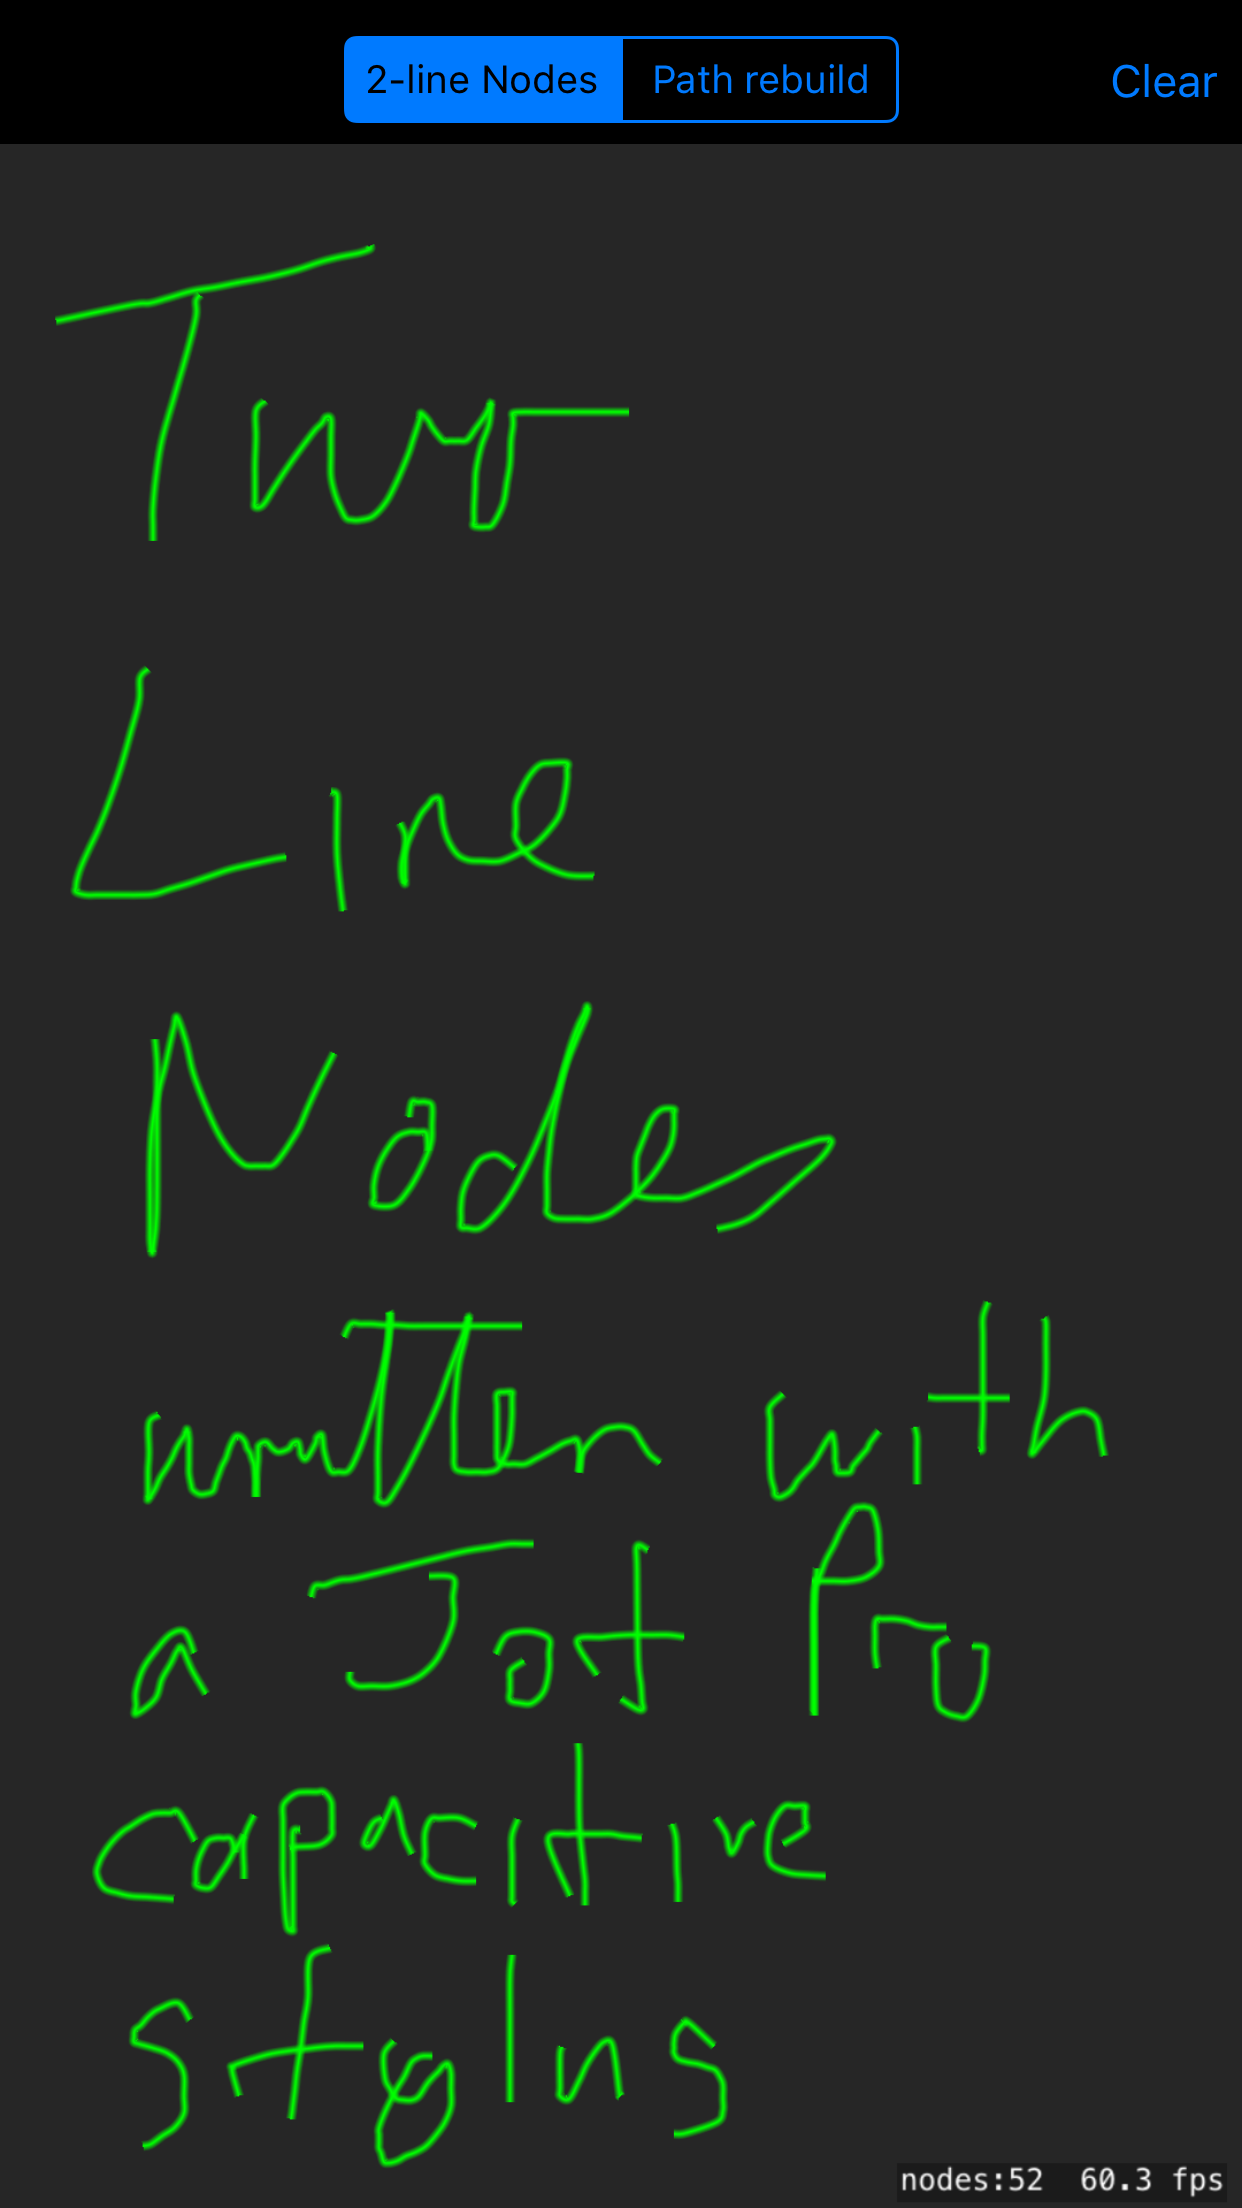 2-line Nodes Path rebuild Clear
Two
Line
Nodes
written with
a Jot Pro
capacitive
stylus
nodes:52 60.3 fps